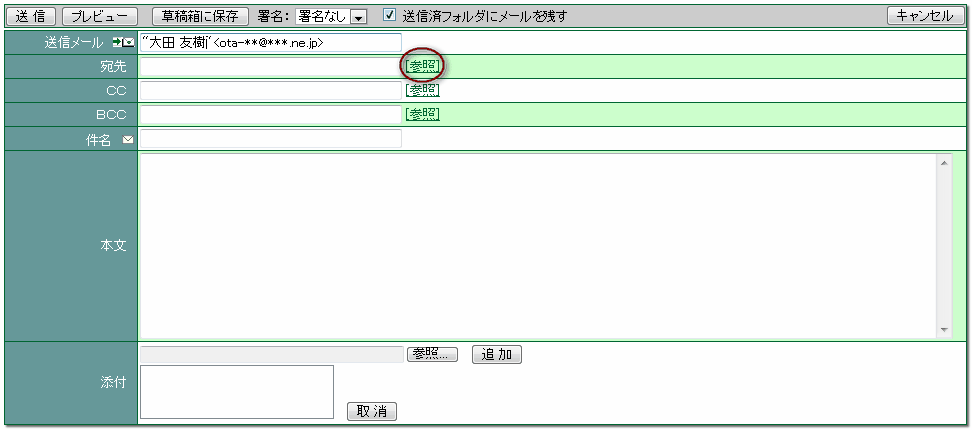 送 信 プレビュー 草稿箱に保存 署名: 署名なし 送信済フォルダにメールを残す キャンセル
送信メール "大田 友樹" <ota-**@***.ne.jp>
宛先 [参照]
CC [参照]
BCC [参照]
件名
本文
参照... 追 加
添付
取 消